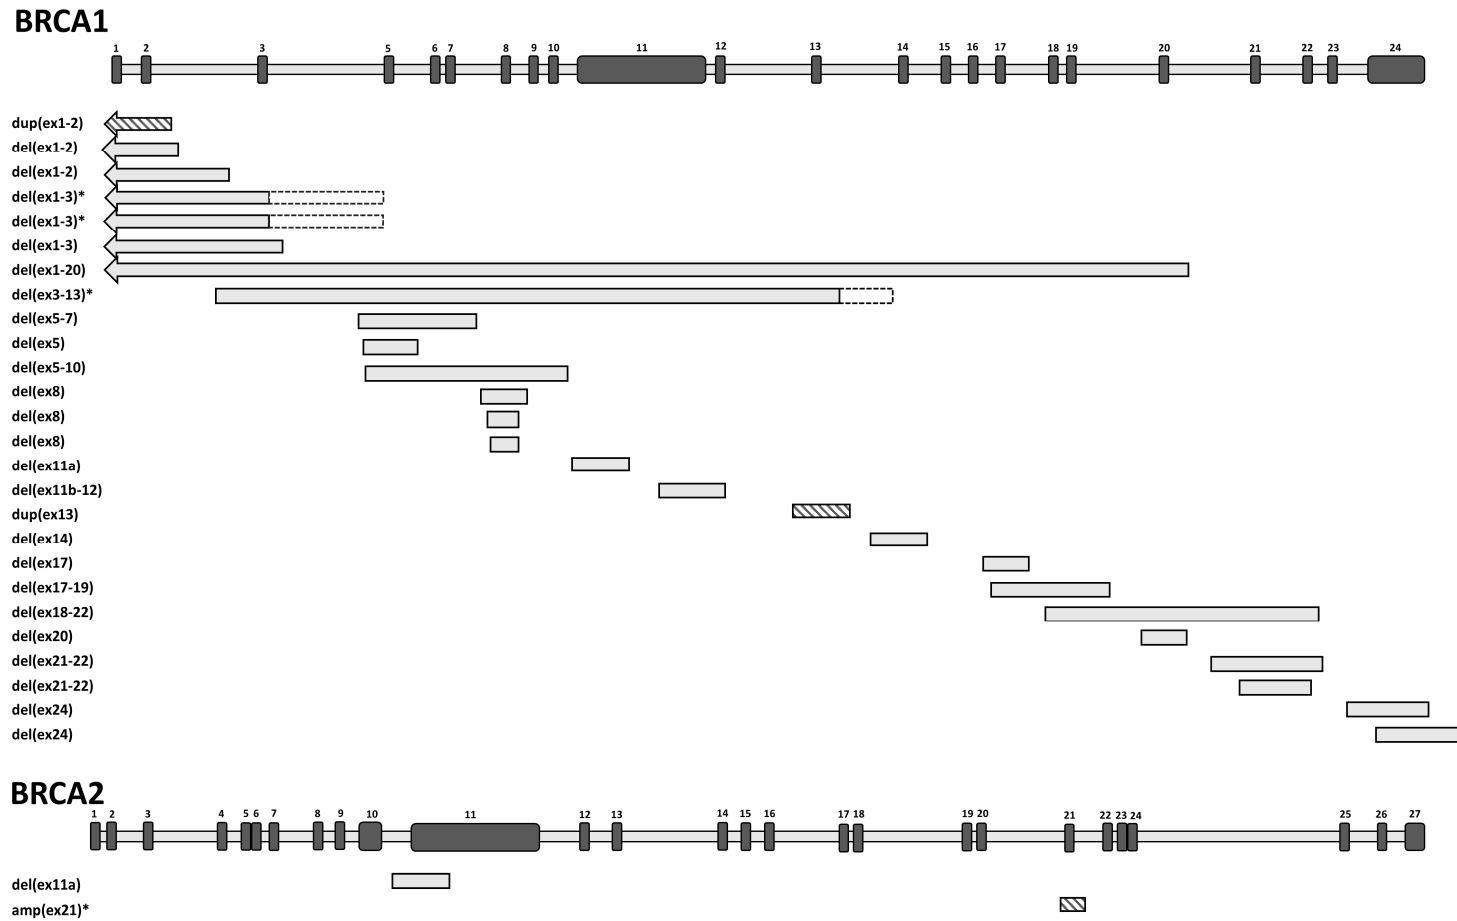 BRCA1
1 2 3 5 6 7 8 9 10 11 12 13 14 15 16 17 18 19 20 21 22 23 24
dup(ex1-2)
del(ex1-2)
del(ex1-2)
del(ex1-3)*
del(ex1-3)*
del(ex1-3)
del(ex1-20)
del(ex3-13)*
del(ex5-7)
del(ex5)
del(ex5-10)
del(ex8)
del(ex8)
del(ex8)
del(ex11a)
del(ex11b-12)
dup(ex13)
del(ex14)
del(ex17)
del(ex17-19)
del(ex18-22)
del(ex20)
del(ex21-22)
del(ex21-22)
del(ex24)
del(ex24)
BRCA2
1 2 3 4 5 6 7 8 9 10 11 12 13 14 15 16 17 18 19 20 21 22 23 24 25 26 27
del(ex11a)
amp(ex21)*